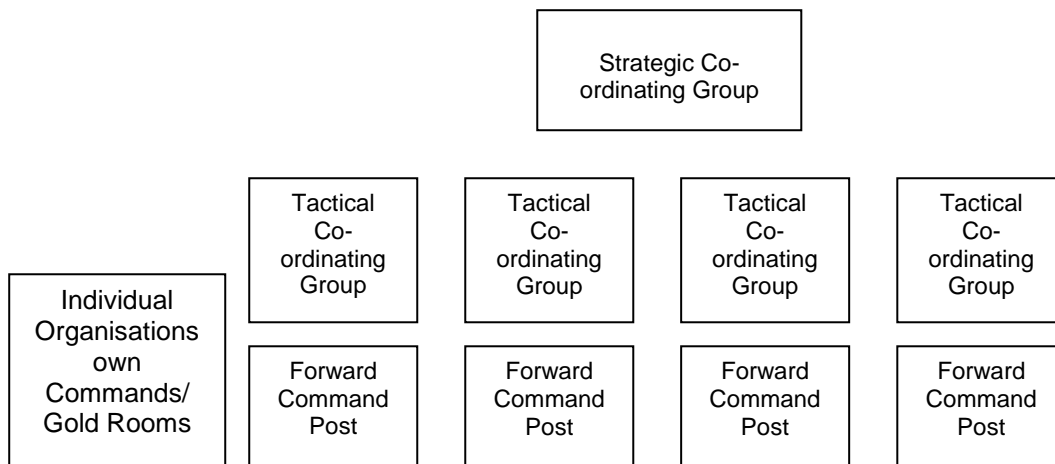 Strategic Co-
ordinating Group
Tactical
Co-
ordinating
Group
Tactical
Co-
ordinating
Group
Tactical
Co-
ordinating
Group
Tactical
Co-
ordinating
Group
Individual
Organisations
own
Commands/
Gold Rooms
Forward
Command
Post
Forward
Command
Post
Forward
Command
Post
Forward
Command
Post